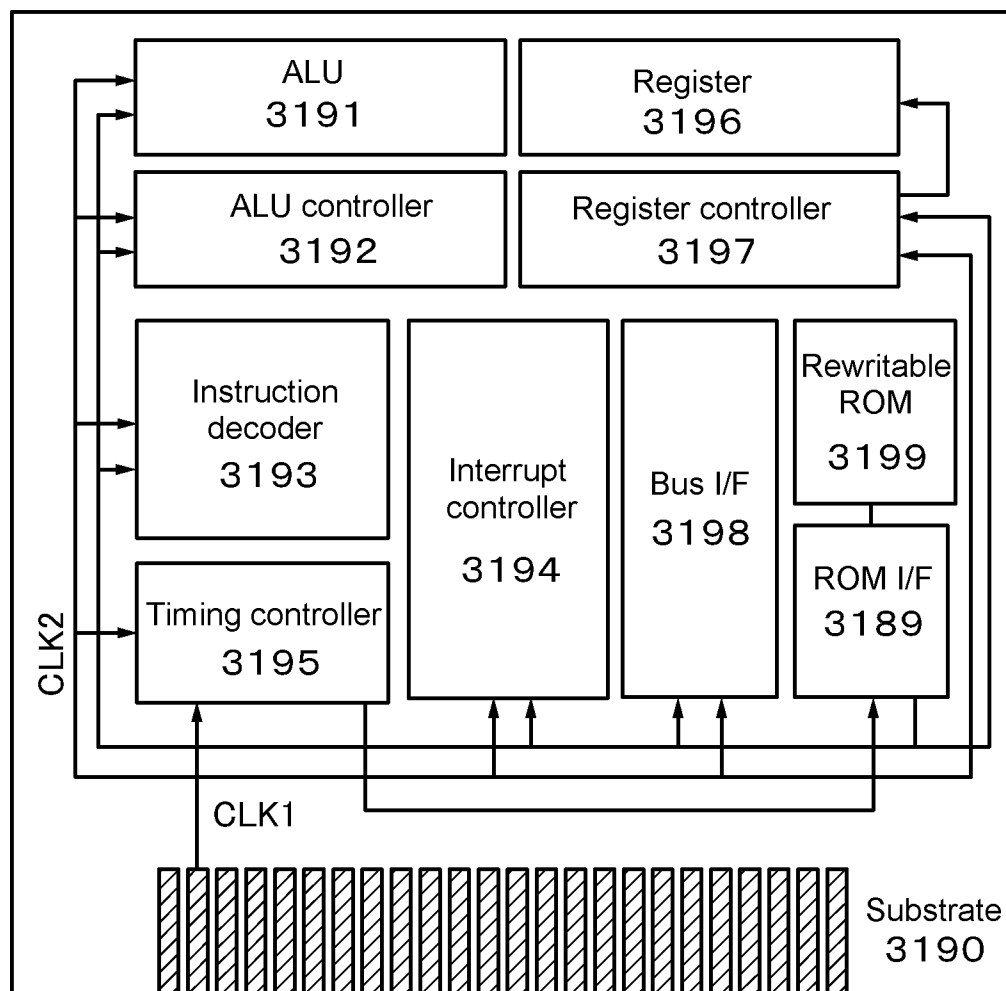 ALU
3191
Register
3196
ALU controller
3192
Register controller
3197
Instruction
decoder
3193
Interrupt
controller
3194
Bus I/F
3198
Rewritable
ROM
3199
ROM I/F
3189
Timing controller
3195
CLK2
CLK1
Substrate
3190